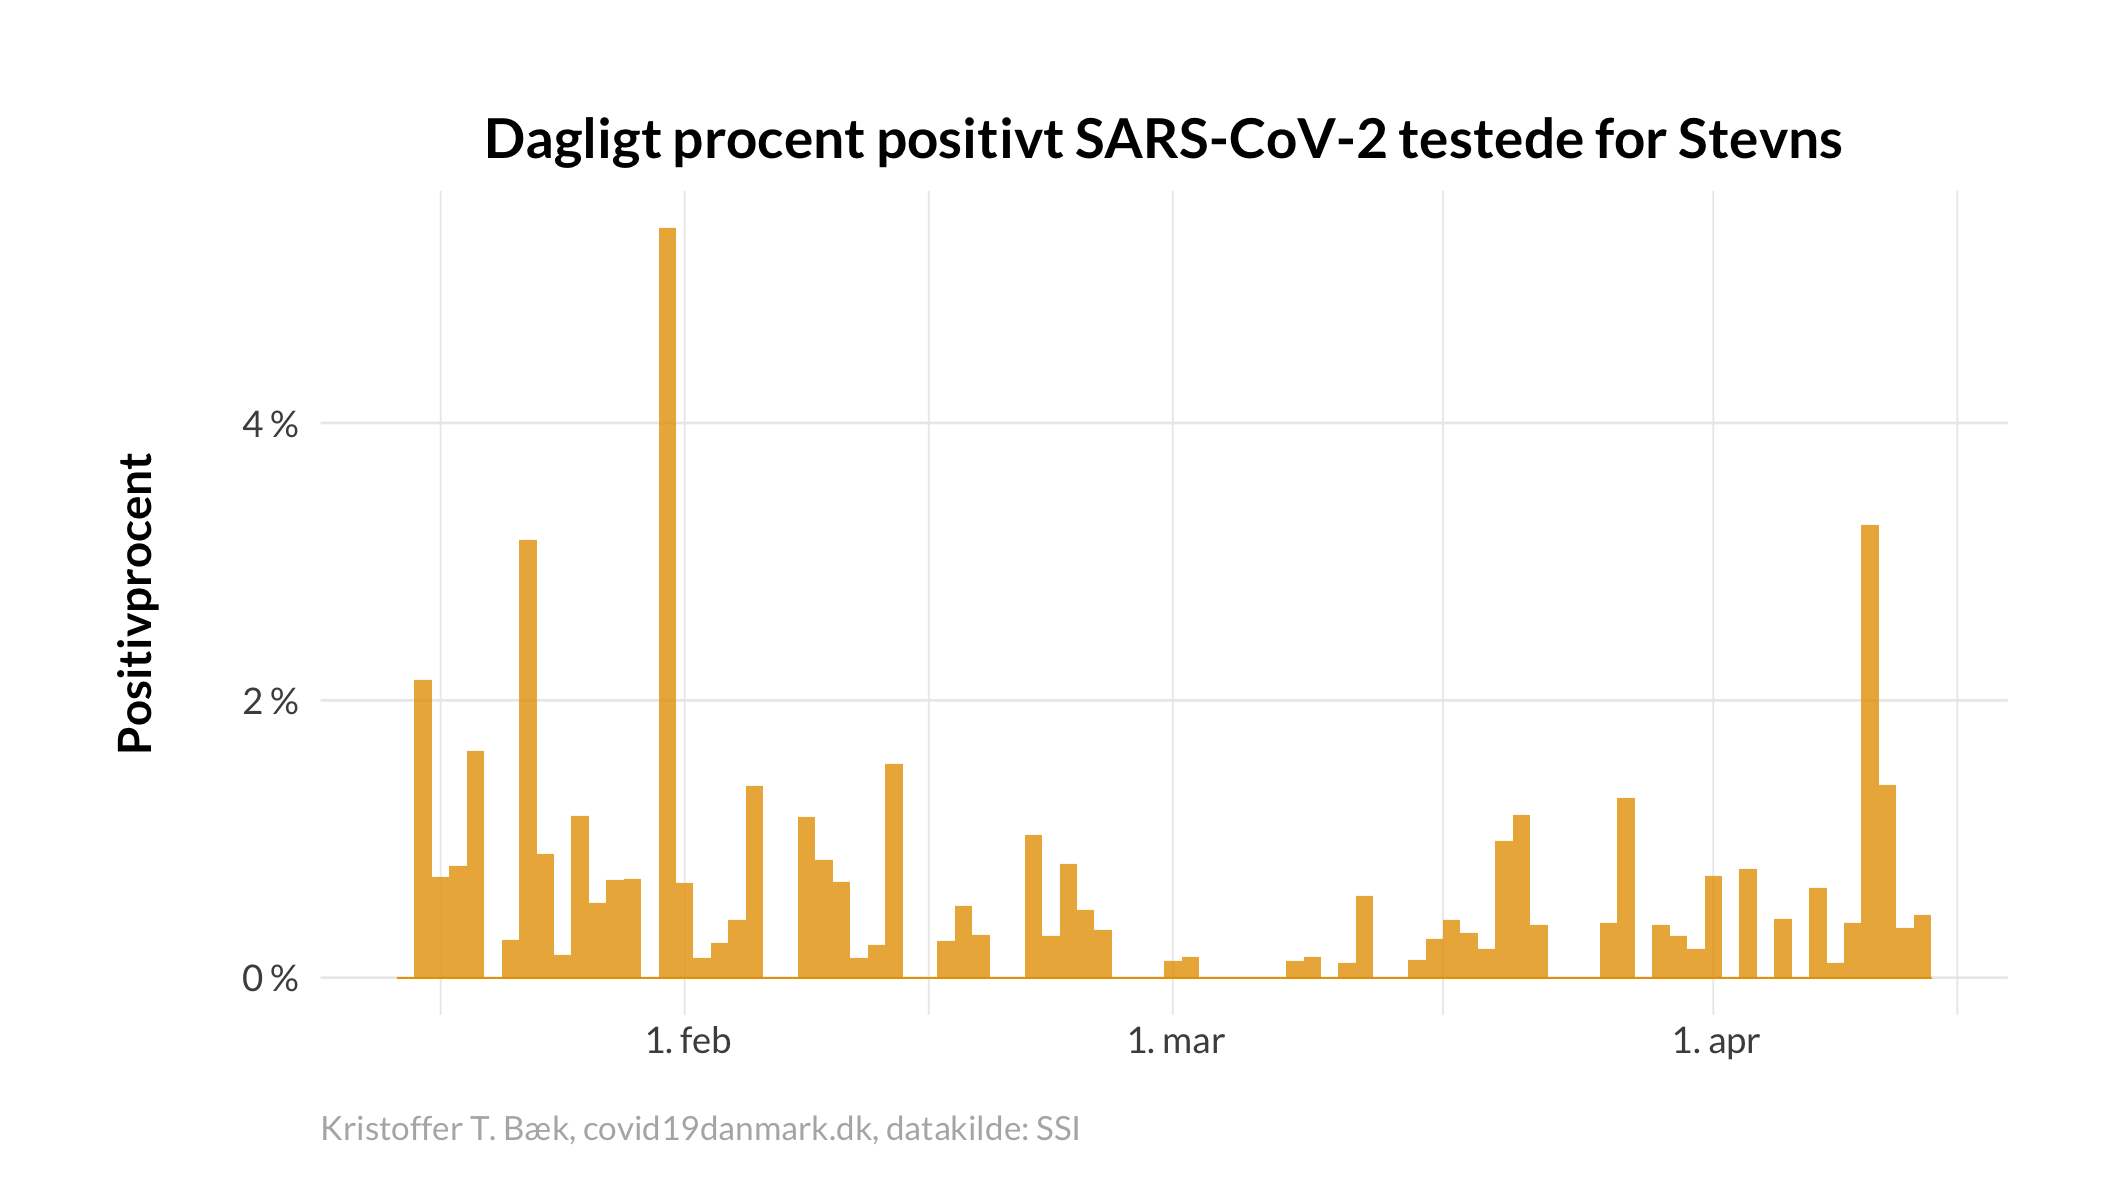 Dagligt procent positivt SARS-CoV-2 testede for Stevns
Positivprocent
4 %
2 %
0 %
1. feb
1. mar
1. apr
Kristoffer T. Bæk, covid19danmark.dk, datakilde: SSI